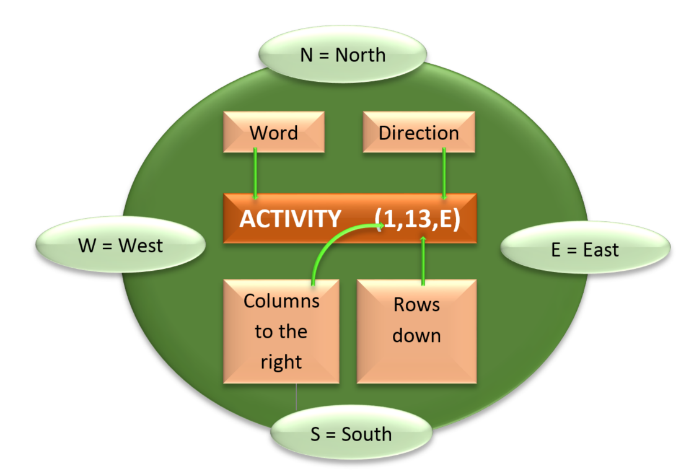 N = North
Word
Direction
ACTIVITY (1,13,E)
W = West
E = East
Columns
to the
right
Rows
down
S = South